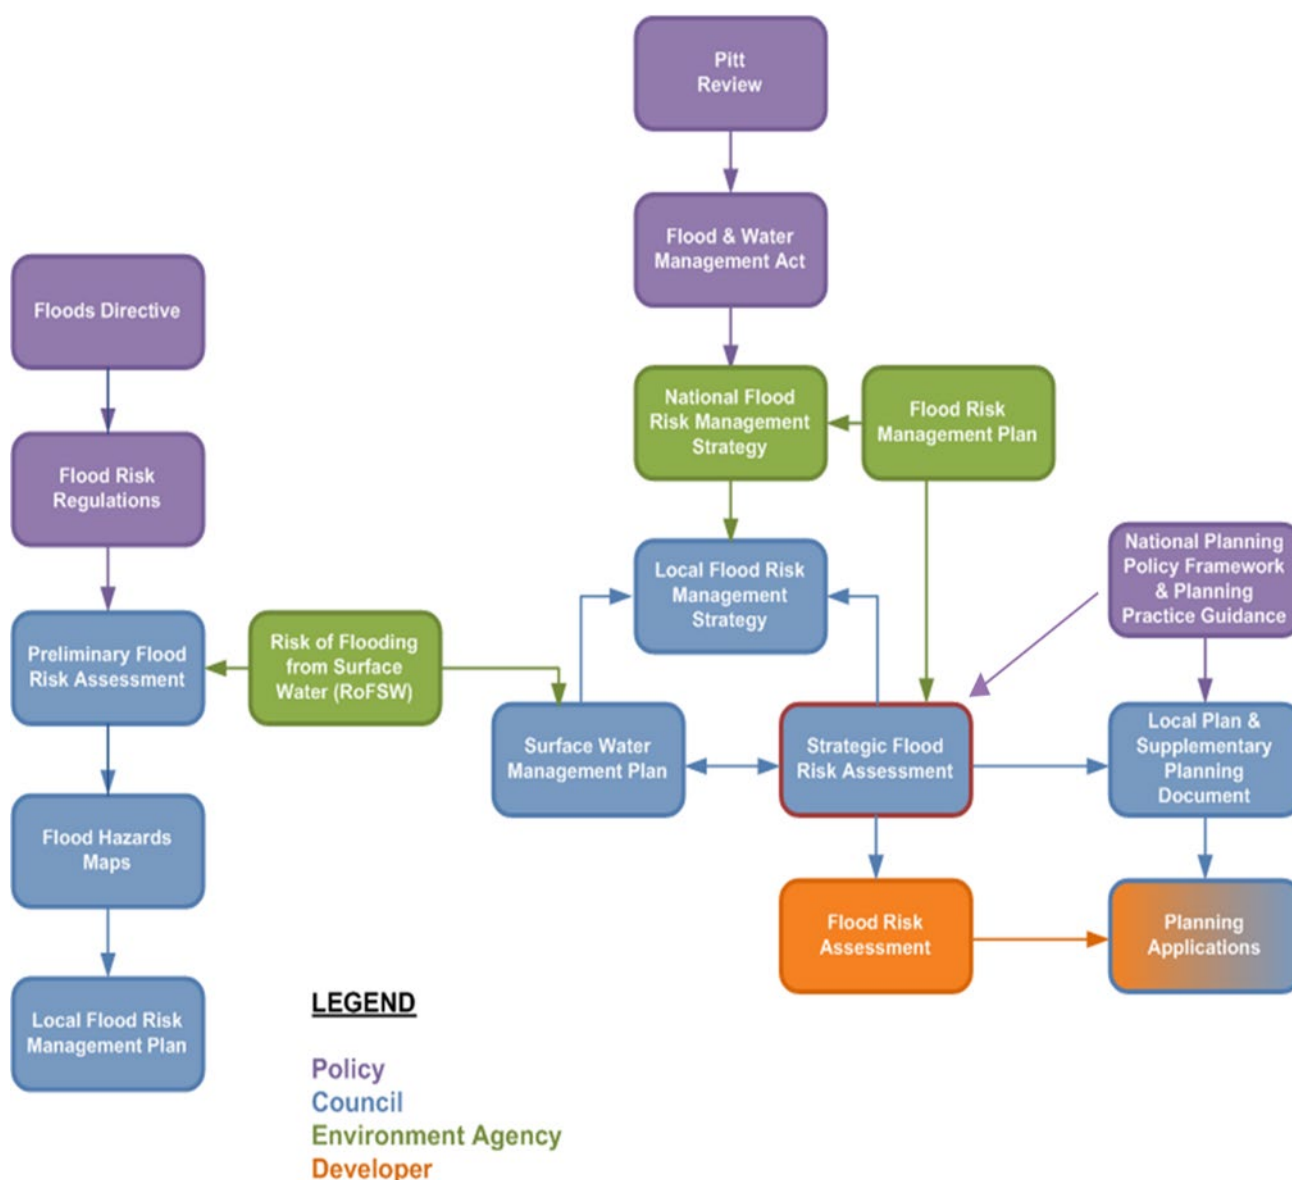 Pitt
Review
Flood & Water
Management Act
Floods Directive
National Flood
Risk Management
Strategy
Flood Risk
Management Plan
Flood Risk
Regulations
National Planning
Policy Framework
& Planning
Practice Guidance
Local Flood Risk
Management
Strategy
Preliminary Flood
Risk Assessment
Risk of Flooding
from Surface
Water (RoFSW)
Surface Water
Management Plan
Strategic Flood
Risk Assessment
Local Plan &
Supplementary
Planning
Document
Flood Hazards
Maps
Flood Risk
Assessment
Planning
Applications
Local Flood Risk
Management Plan
LEGEND
Policy
Council
Environment Agency
Developer